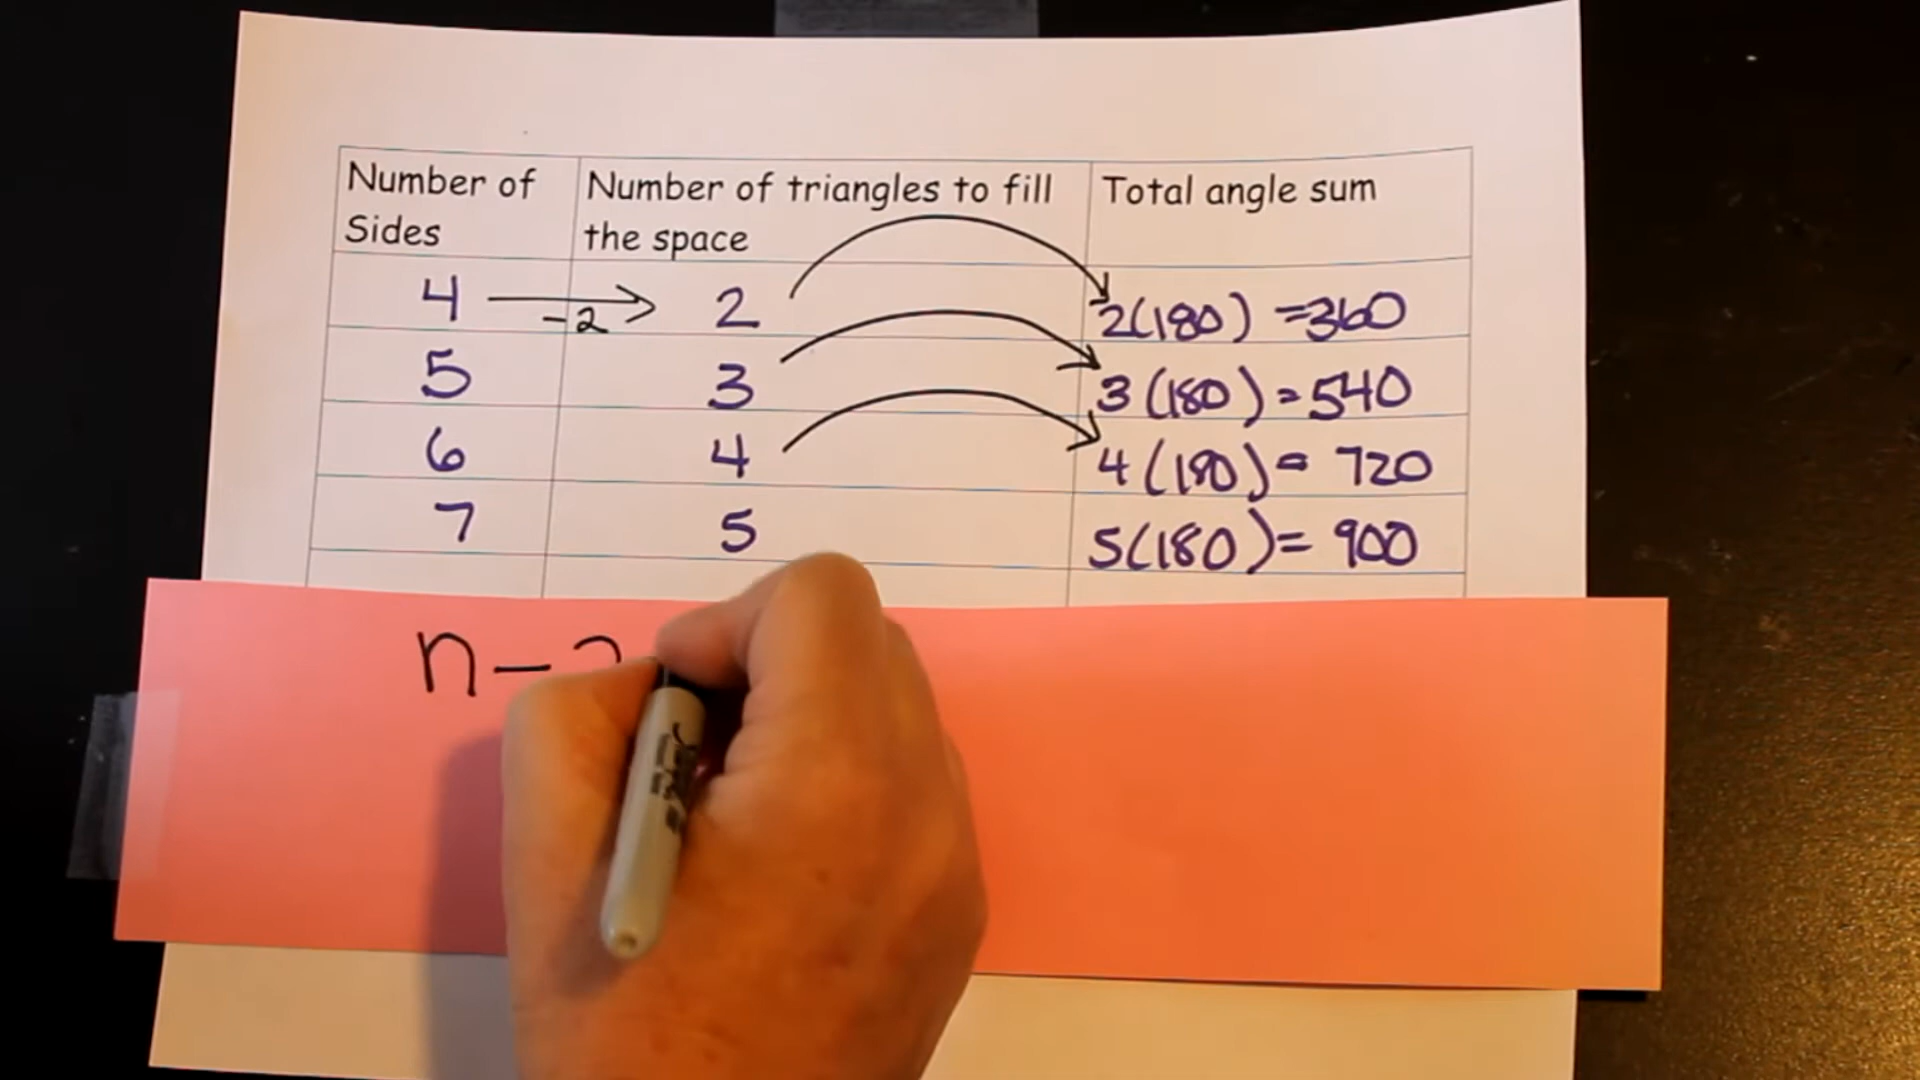 Number of Sides Number of triangles to fill the space Total angle sum
4 -2 2 2(180) =360
5 3 3(180)=540
6 4 4(180)= 720
7 5 5(180)= 900
n-2